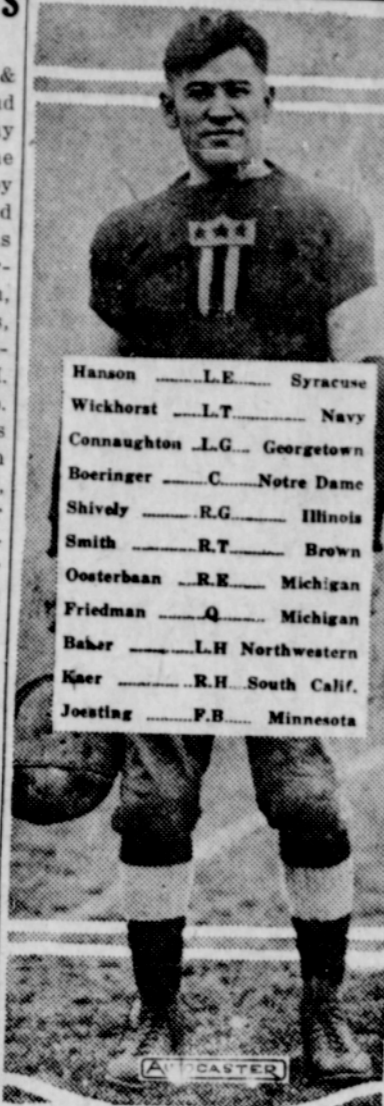 S
&
Hanson ........L.E....... Syracuse
Wickhorst .....L.T............ Navy
Connaughton ..L.G.... Georgetown
Boeringer ........C......Notre Dame
Shively ..........R.G.......... Illinois
Smith ............R.T.......... Brown
Oosterbaan ....R.E...... Michigan
Friedman ........Q........ Michigan
Baker ...........L.H Northwestern
Kaer .............R.H...South Calif.
Joesting ........F.B...... Minnesota
AUTOCASTER